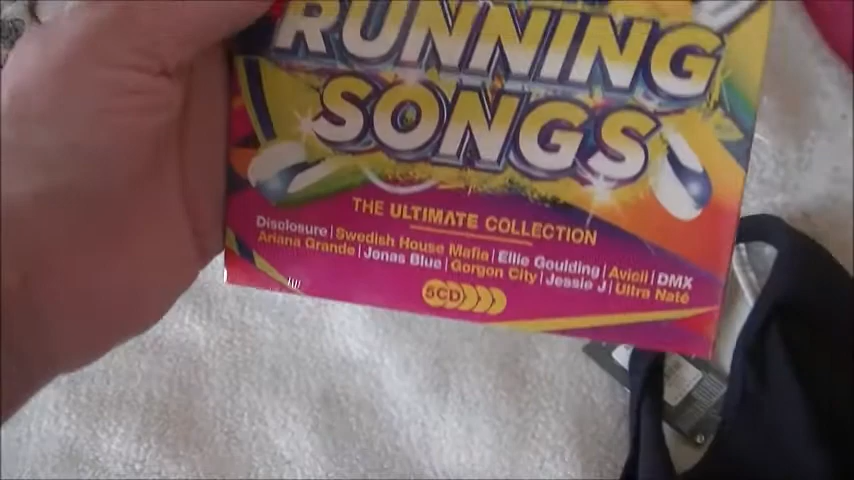 RUNNING
SONGS
THE ULTIMATE COLLECTION
Disclosure | Swedish House Mafia | Ellie Goulding | Avicii | DMX
Ariana Grande | Jonas Blue | Gorgon City | Jessie J | Ultra Naté
5CD